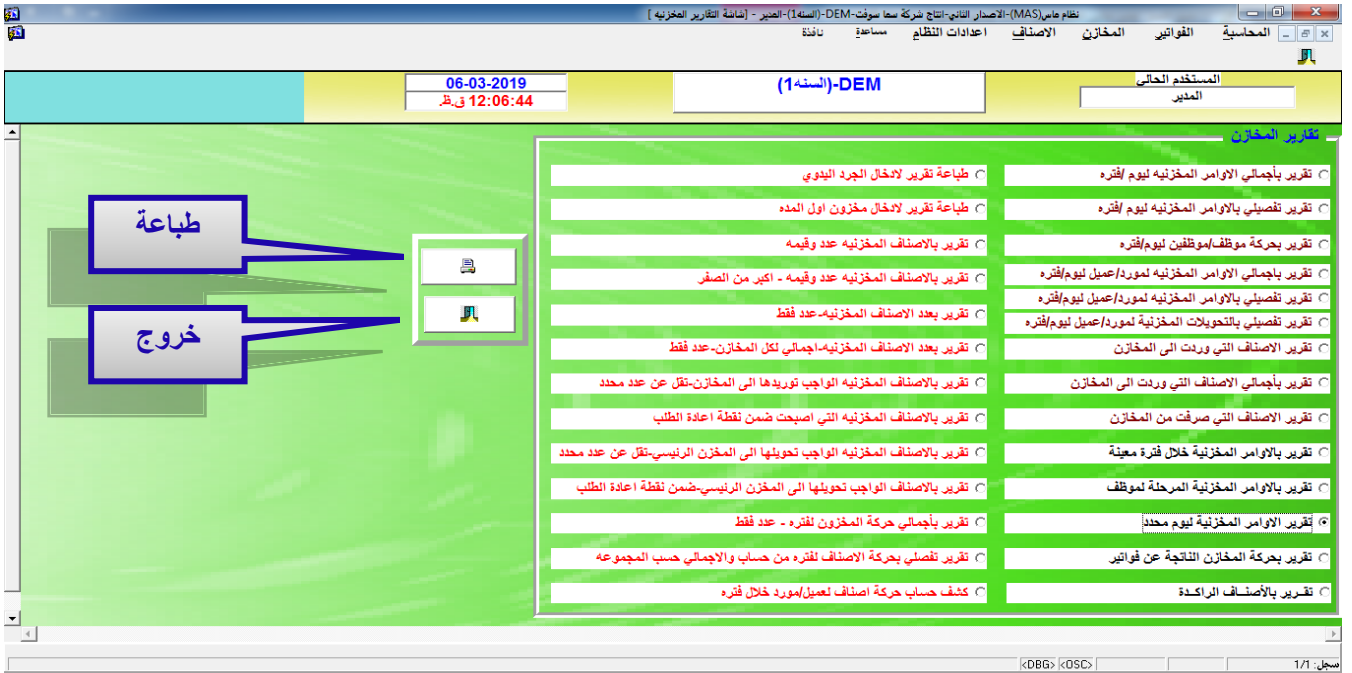 نظام ماس(MAS)-الاصدار الثاني-انتاج شركة سما سوفت-DEM-(السنه1)-المدير - [شاشة التقارير المخزنيه ]
المحاسبة الفواتير المخازن الاصناف اعدادات النظام مساعدة نافذة
المستخدم الحالي
المدير
DEM-(السنه1)
06-03-2019
12:06:44 ق.ظ.
تقارير المخازن
تقرير بأجمالي الاوامر المخزنيه ليوم /فتره
تقرير تفصيلي بالاوامر المخزنيه ليوم /فتره
تقرير بحركة موظف/موظفين ليوم/فتره
تقرير باجمالي الاوامر المخزنيه لمورد/عميل ليوم/فتره
تقرير تفصيلي بالاوامر المخزنيه لمورد/عميل ليوم/فتره
تقرير تفصيلي بالتحويلات المخزنية لمورد/عميل ليوم/فتره
تقرير الاصناف التي وردت الى المخازن
تقرير بأجمالي الاصناف التي وردت الى المخازن
تقرير الاصناف التي صرفت من المخازن
تقرير بالاوامر المخزنية خلال فترة معينة
تقرير بالاوامر المخزنية المرحلة لموظف
تقرير الاوامر المخزنية ليوم محدد
تقرير بحركة المخازن الناتجة عن فواتير
تقـرير بالأصنــاف الراكـدة
طباعة تقرير لادخال الجرد اليدوي
طباعة تقرير لادخال مخزون اول المده
تقرير بالاصناف المخزنيه عدد وقيمه
تقرير بالاصناف المخزنيه عدد وقيمه - اكبر من الصفر
تقرير بعدد الاصناف المخزنيه-عدد فقط
تقرير بعدد الاصناف المخزنيه-اجمالي لكل المخازن-عدد فقط
تقرير بالاصناف المخزنيه الواجب توريدها الى المخازن-تقل عن عدد محدد
تقرير بالاصناف المخزنيه التي اصبحت ضمن نقطة اعادة الطلب
تقرير بالاصناف المخزنيه الواجب تحويلها الى المخزن الرئيسي-تقل عن عدد محدد
تقرير بالاصناف الواجب تحويلها الى المخزن الرئيسي-ضمن نقطة اعادة الطلب
تقرير بأجمالي حركة المخزون لفتره - عدد فقط
تقرير تفصلي بحركة الاصناف لفتره من حساب والاجمالي حسب المجموعه
كشف حساب حركة اصناف لعميل/مورد خلال فتره
طباعة
خروج
سجل: 1/1
<OSC> <DBG>